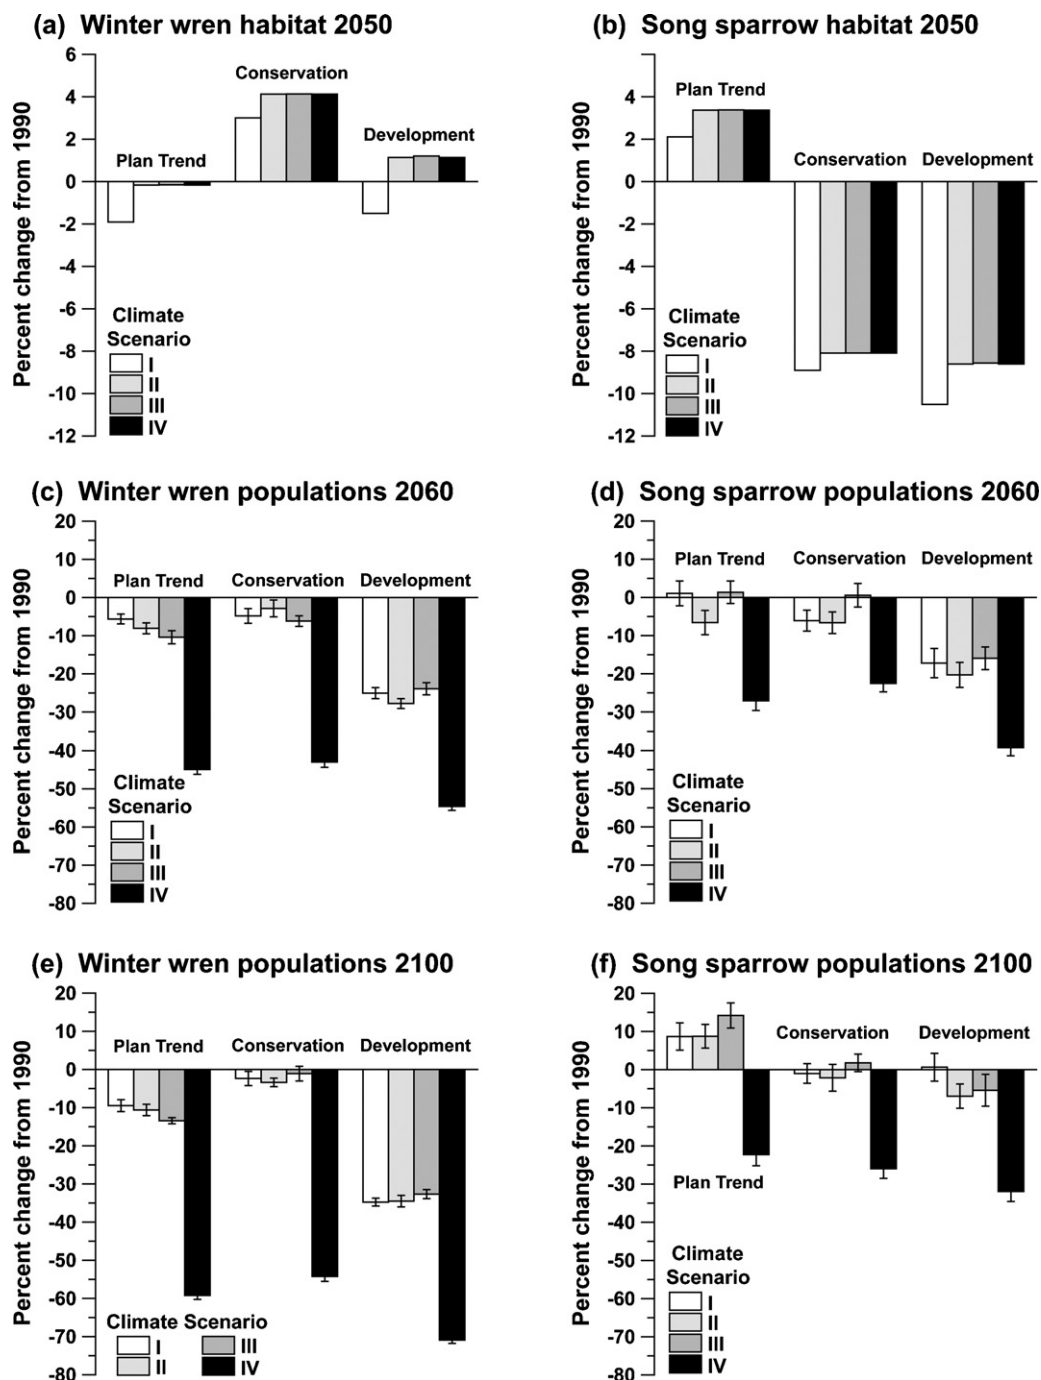 (a) Winter wren habitat 2050
Percent change from 1990
6
4
2
0
-2
-4
-6
-8
-10
-12
Conservation
Development
Plan Trend
Climate
Scenario
I
II
III
IV
(b) Song sparrow habitat 2050
Percent change from 1990
6
4
2
0
-2
-4
-6
-8
-10
-12
Plan Trend
Conservation
Development
Climate
Scenario
I
II
III
IV
(c) Winter wren populations 2060
Percent change from 1990
20
10
0
-10
-20
-30
-40
-50
-60
-70
-80
Plan Trend
Conservation
Development
Climate
Scenario
I
II
III
IV
(d) Song sparrow populations 2060
Percent change from 1990
20
10
0
-10
-20
-30
-40
-50
-60
-70
-80
Plan Trend
Conservation
Development
Climate
Scenario
I
II
III
IV
(e) Winter wren populations 2100
Percent change from 1990
20
10
0
-10
-20
-30
-40
-50
-60
-70
-80
Plan Trend
Conservation
Development
Climate Scenario
I
II
III
IV
(f) Song sparrow populations 2100
Percent change from 1990
20
10
0
-10
-20
-30
-40
-50
-60
-70
-80
Conservation
Development
Plan Trend
Climate
Scenario
I
II
III
IV